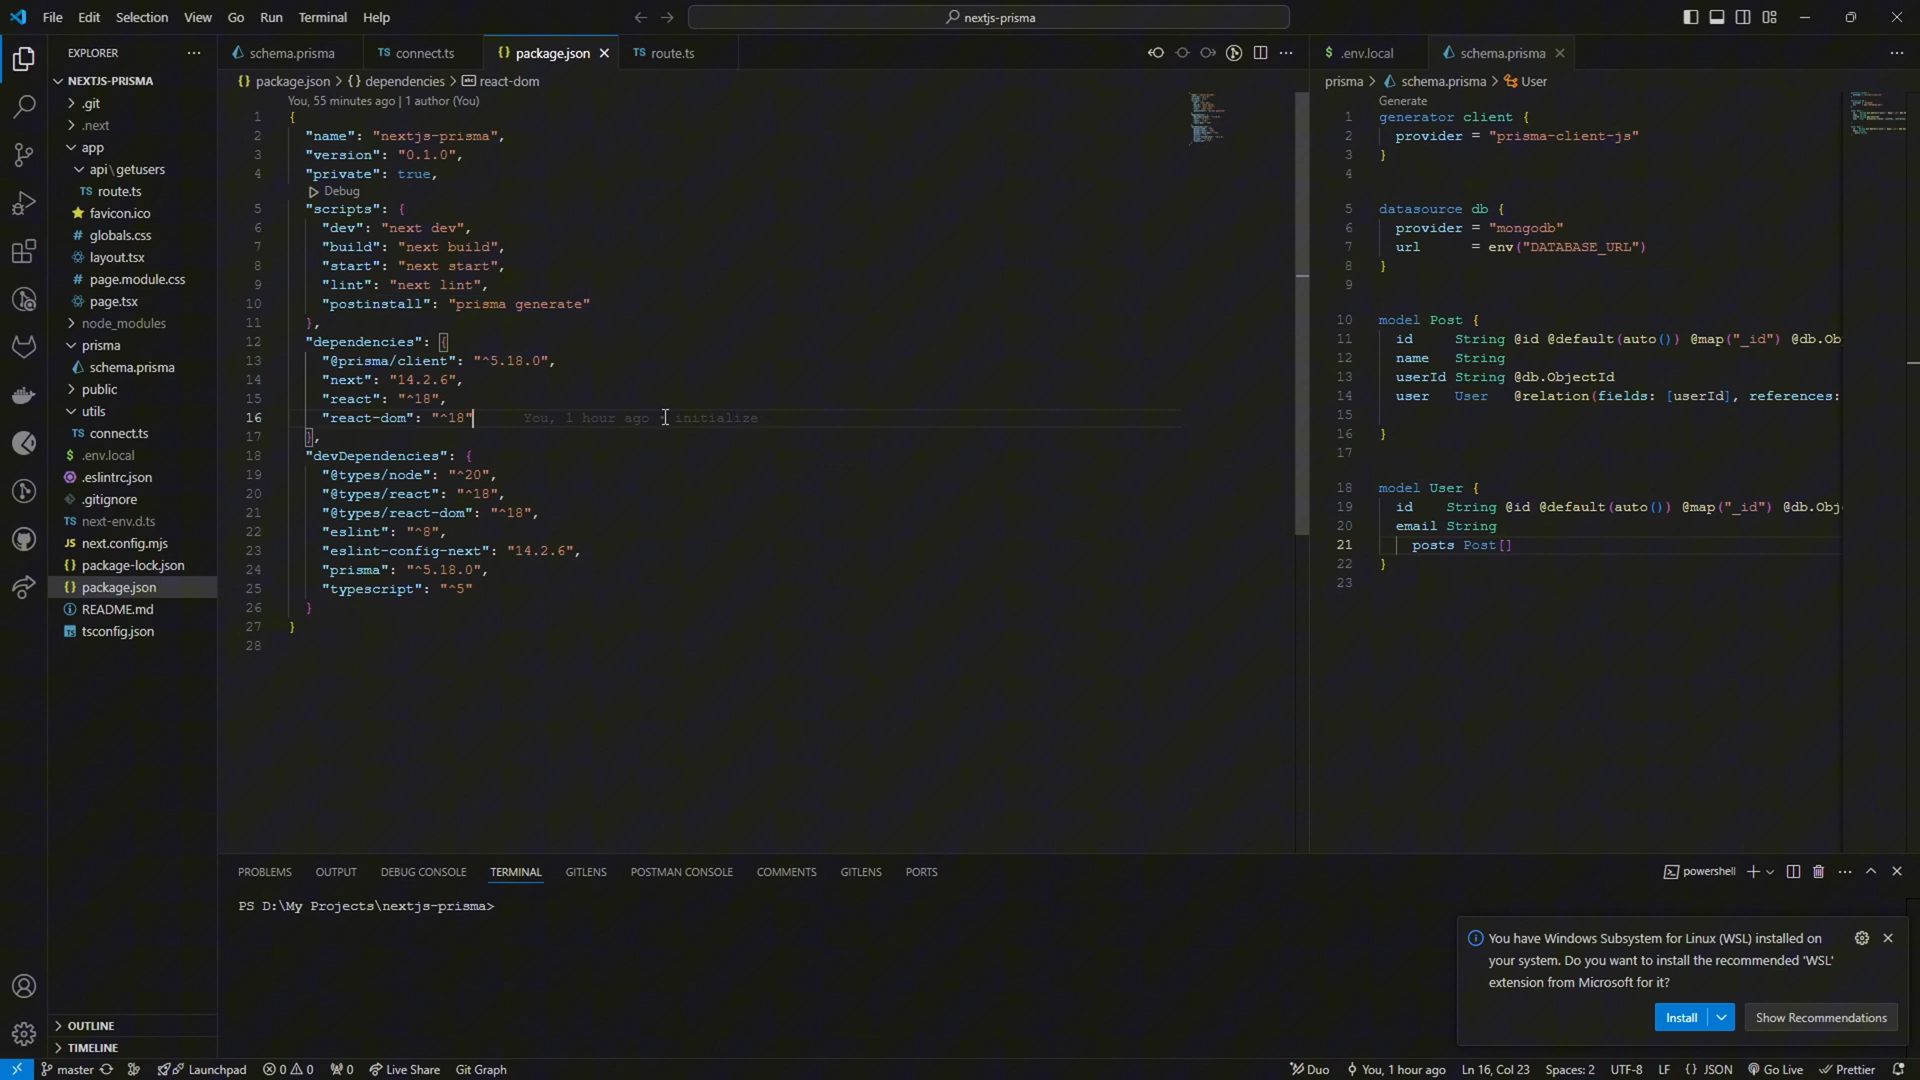 File Edit Selection View Go Run Terminal Help
nextjs-prisma
EXPLORER
NEXTJS-PRISMA
.git
.next
app
api\getusers
TS route.ts
favicon.ico
# globals.css
layout.tsx
# page.module.css
page.tsx
node_modules
prisma
schema.prisma
public
utils
TS connect.ts
$ .env.local
.eslintrc.json
.gitignore
TS next-env.d.ts
JS next.config.mjs
{} package-lock.json
{} package.json
README.md
tsconfig.json
OUTLINE
TIMELINE
schema.prisma
TS connect.ts
{} package.json
TS route.ts
{} package.json > {} dependencies > react-dom
You, 55 minutes ago | 1 author (You)
1 {
2 "name": "nextjs-prisma",
3 "version": "0.1.0",
4 "private": true,
Debug
5 "scripts": {
6 "dev": "next dev",
7 "build": "next build",
8 "start": "next start",
9 "lint": "next lint",
10 "postinstall": "prisma generate"
11 },
12 "dependencies": {
13 "@prisma/client": "^5.18.0",
14 "next": "14.2.6",
15 "react": "^18",
16 "react-dom": "^18" You, 1 hour ago • initialize
17 },
18 "devDependencies": {
19 "@types/node": "^20",
20 "@types/react": "^18",
21 "@types/react-dom": "^18",
22 "eslint": "^8",
23 "eslint-config-next": "14.2.6",
24 "prisma": "^5.18.0",
25 "typescript": "^5"
26 }
27 }
28
$ .env.local
schema.prisma
prisma > schema.prisma > User
Generate
1 generator client {
2 provider = "prisma-client-js"
3 }
4
5 datasource db {
6 provider = "mongodb"
7 url = env("DATABASE_URL")
8 }
9
10 model Post {
11 id String @id @default(auto()) @map("_id") @db.Ob
12 name String
13 userId String @db.ObjectId
14 user User @relation(fields: [userId], references:
15
16 }
17
18 model User {
19 id String @id @default(auto()) @map("_id") @db.Obj
20 email String
21 posts Post[]
22 }
23
PROBLEMS OUTPUT DEBUG CONSOLE TERMINAL GITLENS POSTMAN CONSOLE COMMENTS GITLENS PORTS
powershell
PS D:\My Projects\nextjs-prisma>
You have Windows Subsystem for Linux (WSL) installed on
your system. Do you want to install the recommended 'WSL'
extension from Microsoft for it?
Install
Show Recommendations
master Launchpad 0 0 0 Live Share Git Graph
Duo You, 1 hour ago Ln 16, Col 23 Spaces: 2 UTF-8 LF {} JSON Go Live Prettier